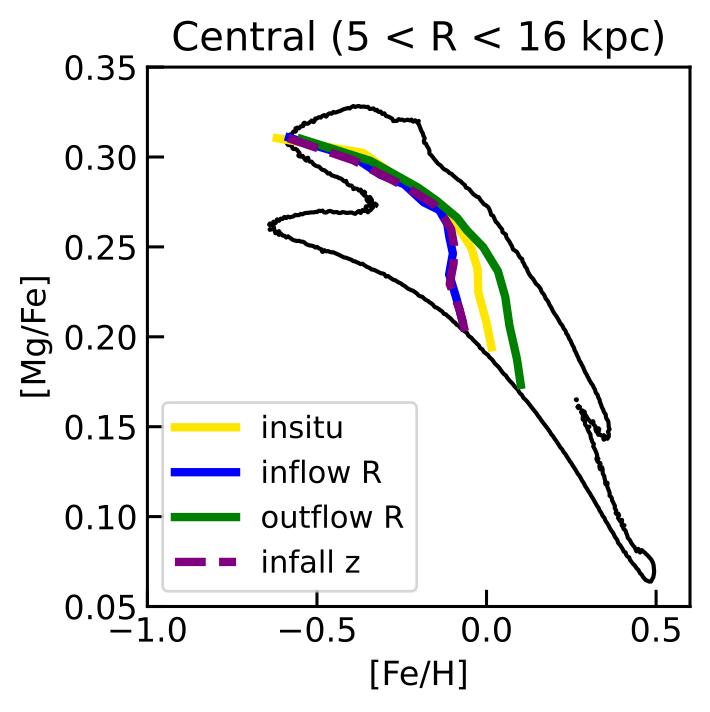 Central (5 < R < 16 kpc)
0.35
0.30
0.25
0.20
0.15
0.10
0.05
[Mg/Fe]
insitu
inflow R
outflow R
infall z
−1.0 −0.5 0.0 0.5
[Fe/H]